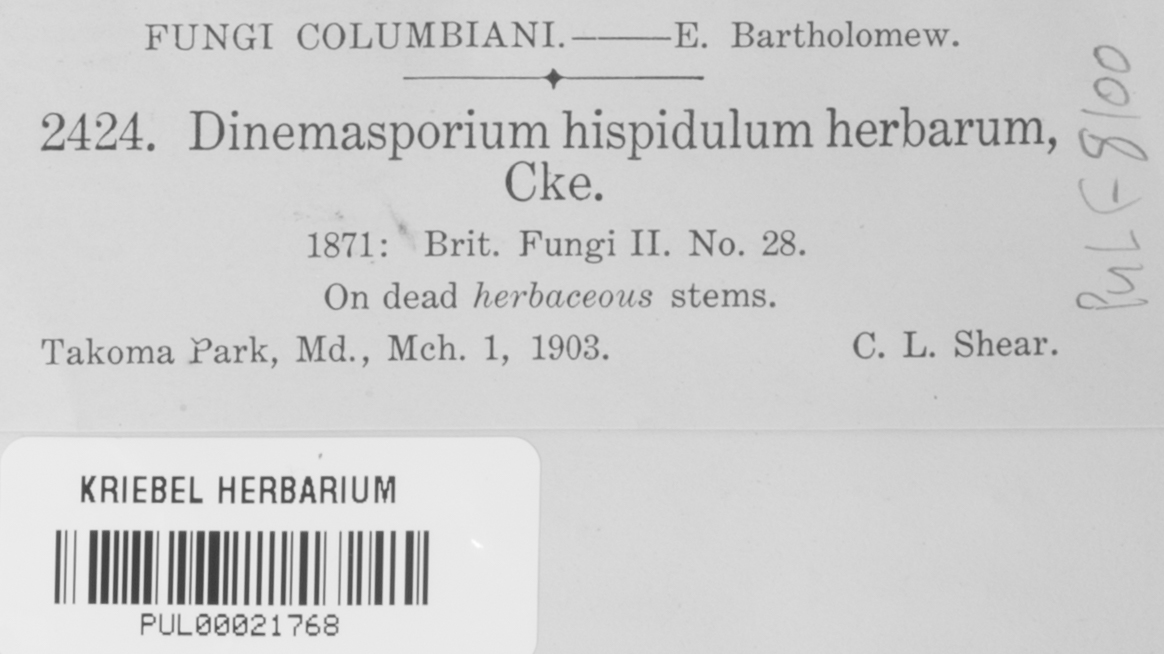 FUNGI COLUMBIANI.——E. Bartholomew.
2424. Dinemasporium hispidulum herbarum,
Cke.
1871: Brit. Fungi II. No. 28.
On dead herbaceous stems.
Takoma Park, Md., Mch. 1, 1903. C. L. Shear.
PUL F 8100
KRIEBEL HERBARIUM
PUL00021768